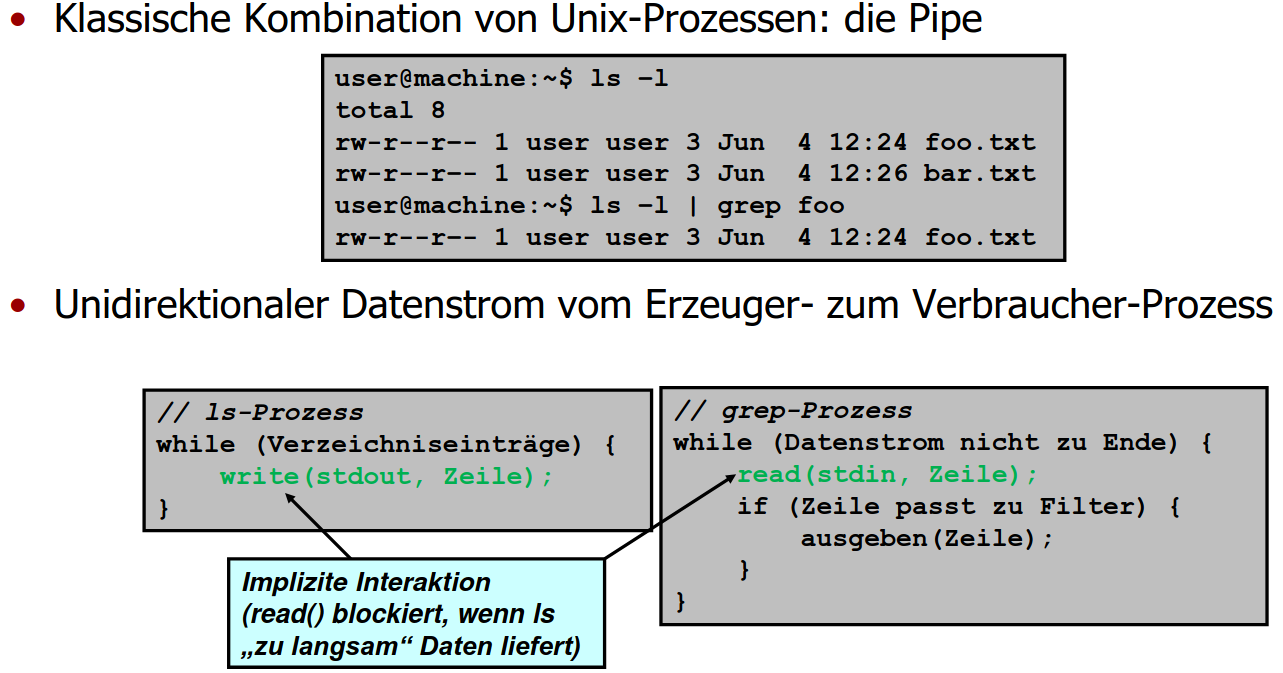 • Klassische Kombination von Unix-Prozessen: die Pipe
user@machine:~$ ls –l
total 8
rw-r--r–- 1 user user 3 Jun  4 12:24 foo.txt
rw-r--r–- 1 user user 3 Jun  4 12:26 bar.txt
user@machine:~$ ls –l | grep foo
rw-r--r–- 1 user user 3 Jun  4 12:24 foo.txt
• Unidirektionaler Datenstrom vom Erzeuger- zum Verbraucher-Prozess
// ls-Prozess
while (Verzeichniseinträge) {
    write(stdout, Zeile);
}
// grep-Prozess
while (Datenstrom nicht zu Ende) {
    read(stdin, Zeile);
    if (Zeile passt zu Filter) {
        ausgeben(Zeile);
    }
}
Implizite Interaktion
(read() blockiert, wenn ls
„zu langsam“ Daten liefert)